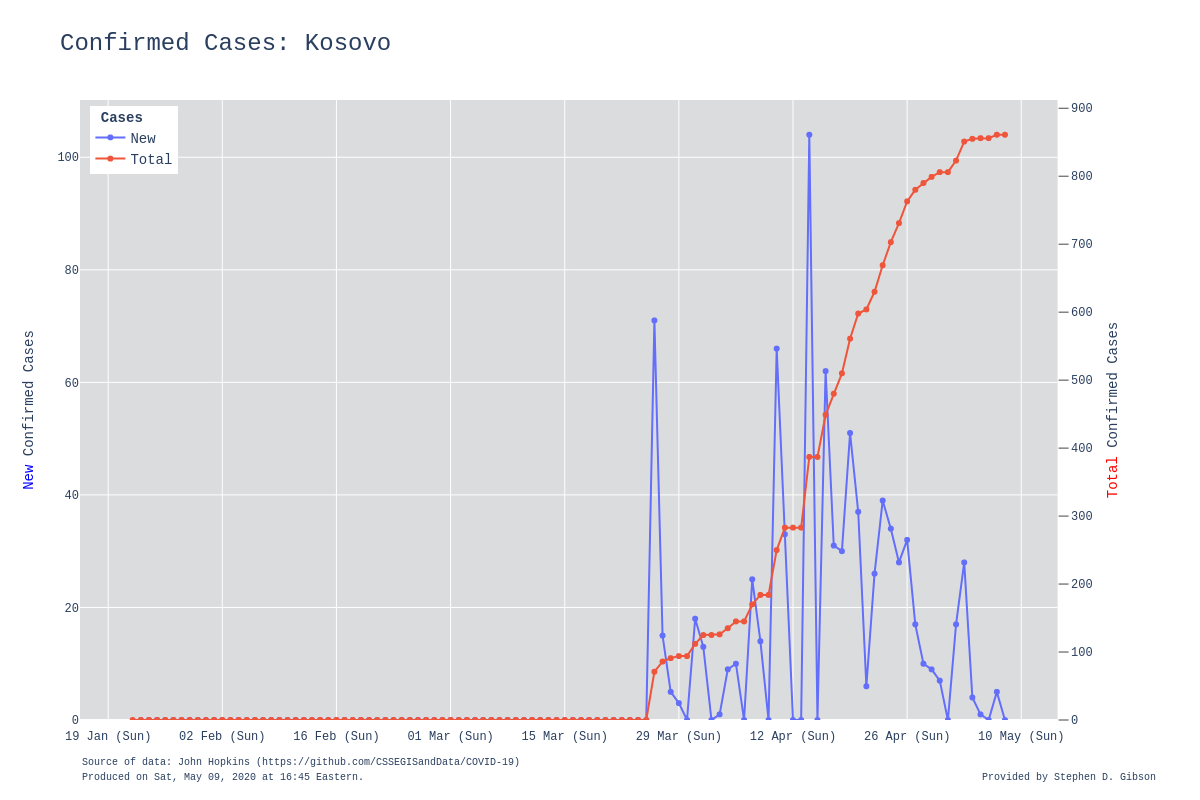 Confirmed Cases: Kosovo
Cases
New
Total
100
80
60
40
20
0
900
800
700
600
500
400
300
200
100
0
New Confirmed Cases
Total Confirmed Cases
19 Jan (Sun) 02 Feb (Sun) 16 Feb (Sun) 01 Mar (Sun) 15 Mar (Sun) 29 Mar (Sun) 12 Apr (Sun) 26 Apr (Sun) 10 May (Sun)
Source of data: John Hopkins (https://github.com/CSSEGISandData/COVID-19)
Produced on Sat, May 09, 2020 at 16:45 Eastern.
Provided by Stephen D. Gibson